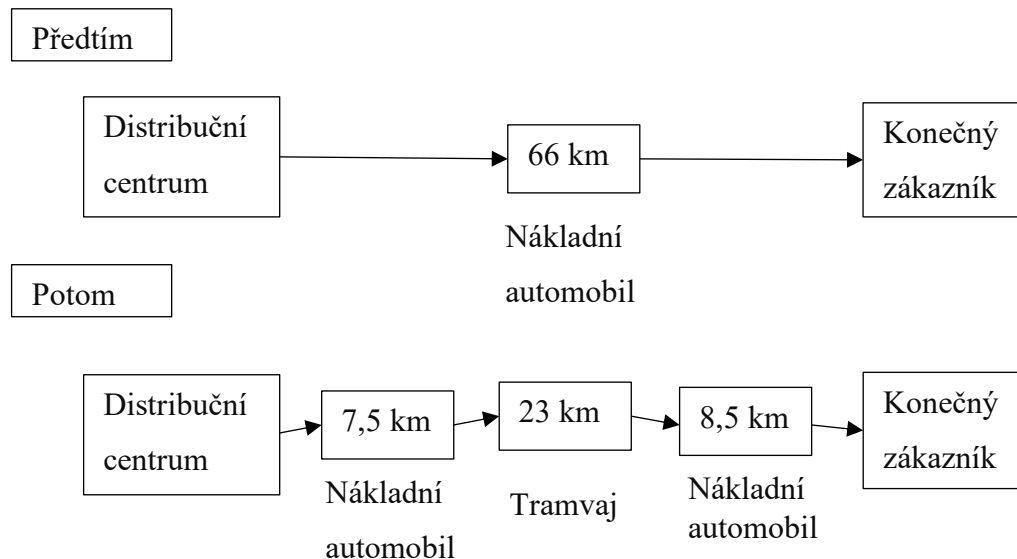 Předtím
Distribuční
centrum
66 km
Konečný
zákazník
Nákladní
automobil
Potom
Distribuční
centrum
7,5 km
23 km
8,5 km
Konečný
zákazník
Nákladní
automobil
Tramvaj
Nákladní
automobil